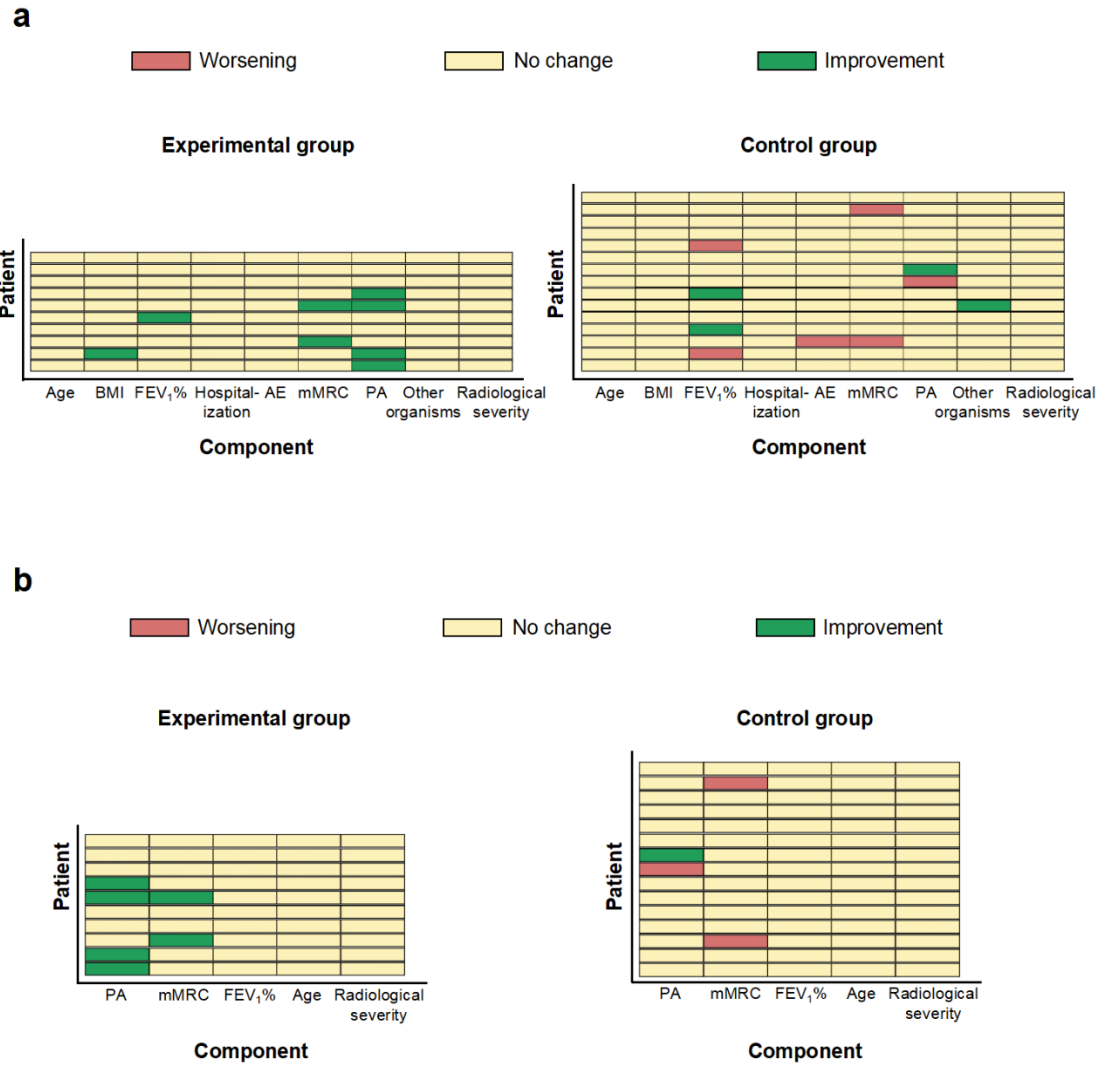 a
Worsening
No change
Improvement
Experimental group
Control group
Patient
Patient
Age BMI FEV₁% Hospital- AE mMRC PA Other Radiological
ization organisms severity
Age BMI FEV₁% Hospital- AE mMRC PA Other Radiological
ization organisms severity
Component
Component
b
Worsening
No change
Improvement
Experimental group
Control group
Patient
Patient
PA mMRC FEV₁% Age Radiological
severity
PA mMRC FEV₁% Age Radiological
severity
Component
Component